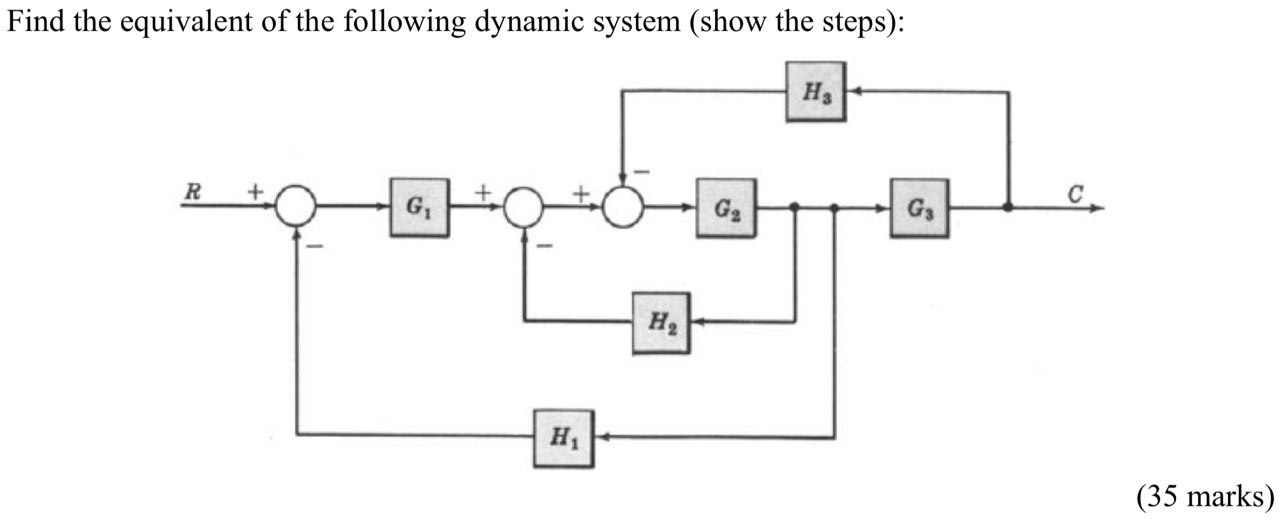 Find the equivalent of the following dynamic system (show the steps):
H₃
−
R + G₁ + + G₂ G₃ C
− −
H₂
H₁
(35 marks)